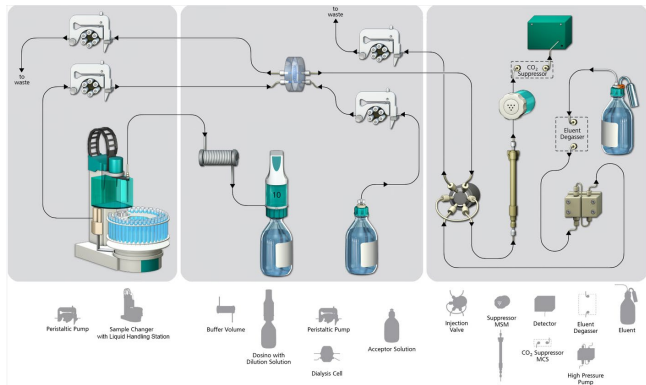 to
waste
to
waste
CO2
Suppressor
Eluent
Degasser
10
Peristaltic Pump
Sample Changer
with Liquid Handling Station
Buffer Volume
Dosino with
Dilution Solution
Peristaltic Pump
Dialysis Cell
Acceptor Solution
Injection
Valve
Suppressor
MSM
Detector
Eluent
Degasser
Eluent
CO2 Suppressor
MCS
High Pressure
Pump